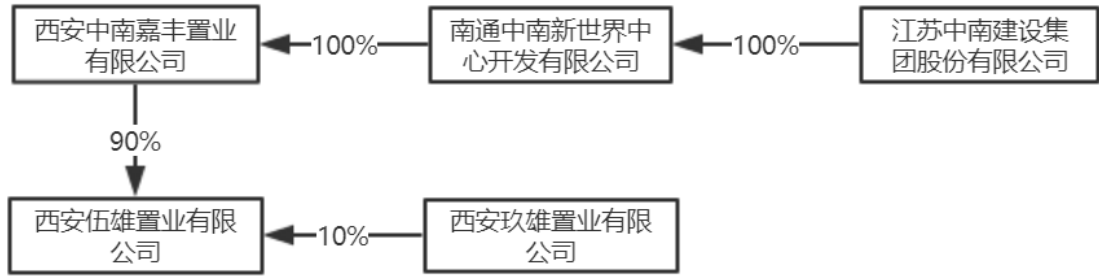 西安中南嘉丰置业
有限公司
100%
南通中南新世界中
心开发有限公司
100%
江苏中南建设集
团股份有限公司
90%
西安伍雄置业有限
公司
10%
西安玖雄置业有限
公司